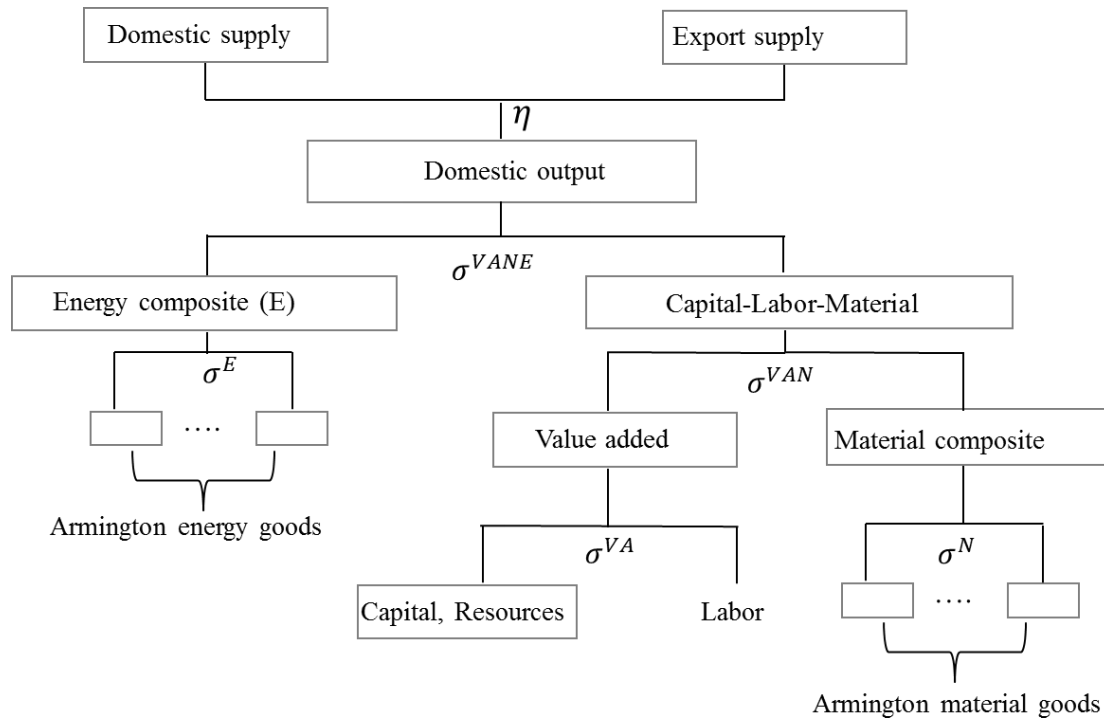 Domestic supply
Export supply
η
Domestic output
σ^VANE
Energy composite (E)
Capital-Labor-Material
σ^E
σ^VAN
....
Value added
Material composite
Armington energy goods
σ^VA
σ^N
Capital, Resources
Labor
....
Armington material goods